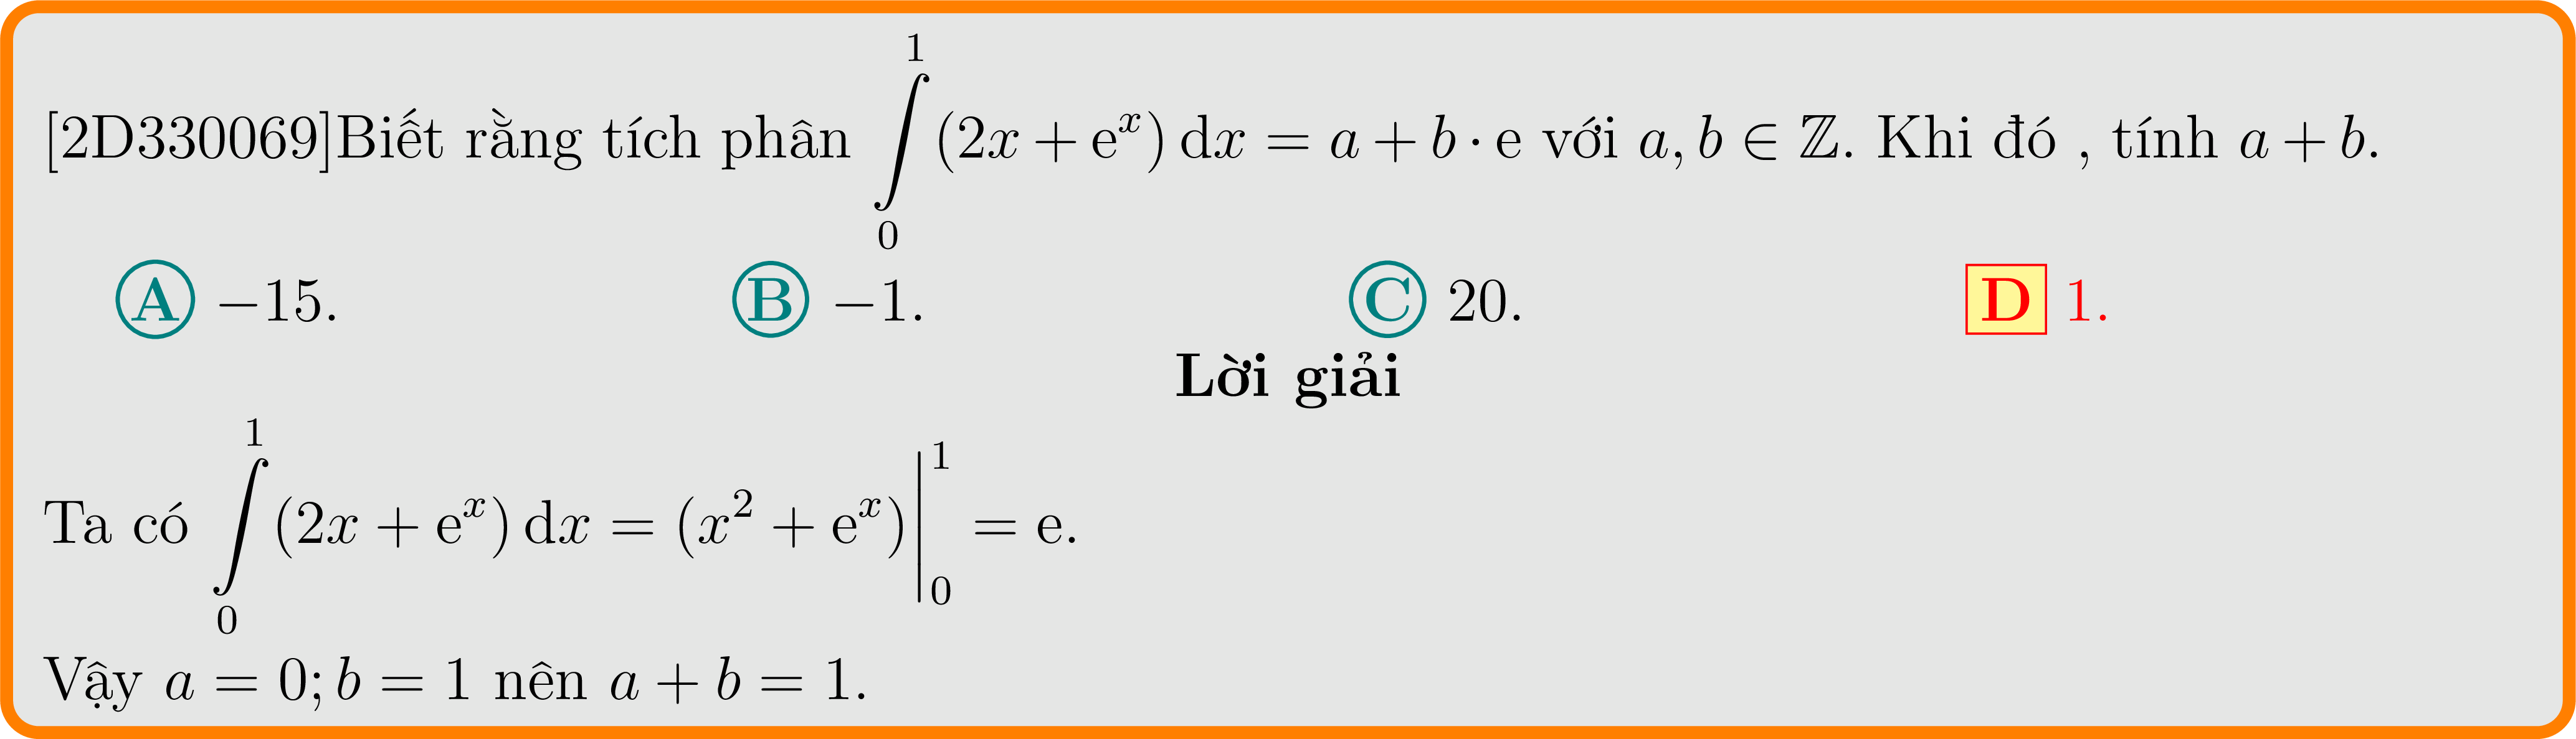 [2D330069]Biết rằng tích phân $\int\limits_0^1 (2x + \mathrm{e}^x)\,\mathrm{d}x = a + b \cdot \mathrm{e}$ với $a, b \in \mathbb{Z}$. Khi đó , tính $a + b$.
A −15. B −1. C 20. D 1.
Lời giải
Ta có $\int\limits_0^1 (2x + \mathrm{e}^x)\,\mathrm{d}x = (x^2 + \mathrm{e}^x)\Big|_0^1 = \mathrm{e}$.
Vậy $a = 0; b = 1$ nên $a + b = 1$.